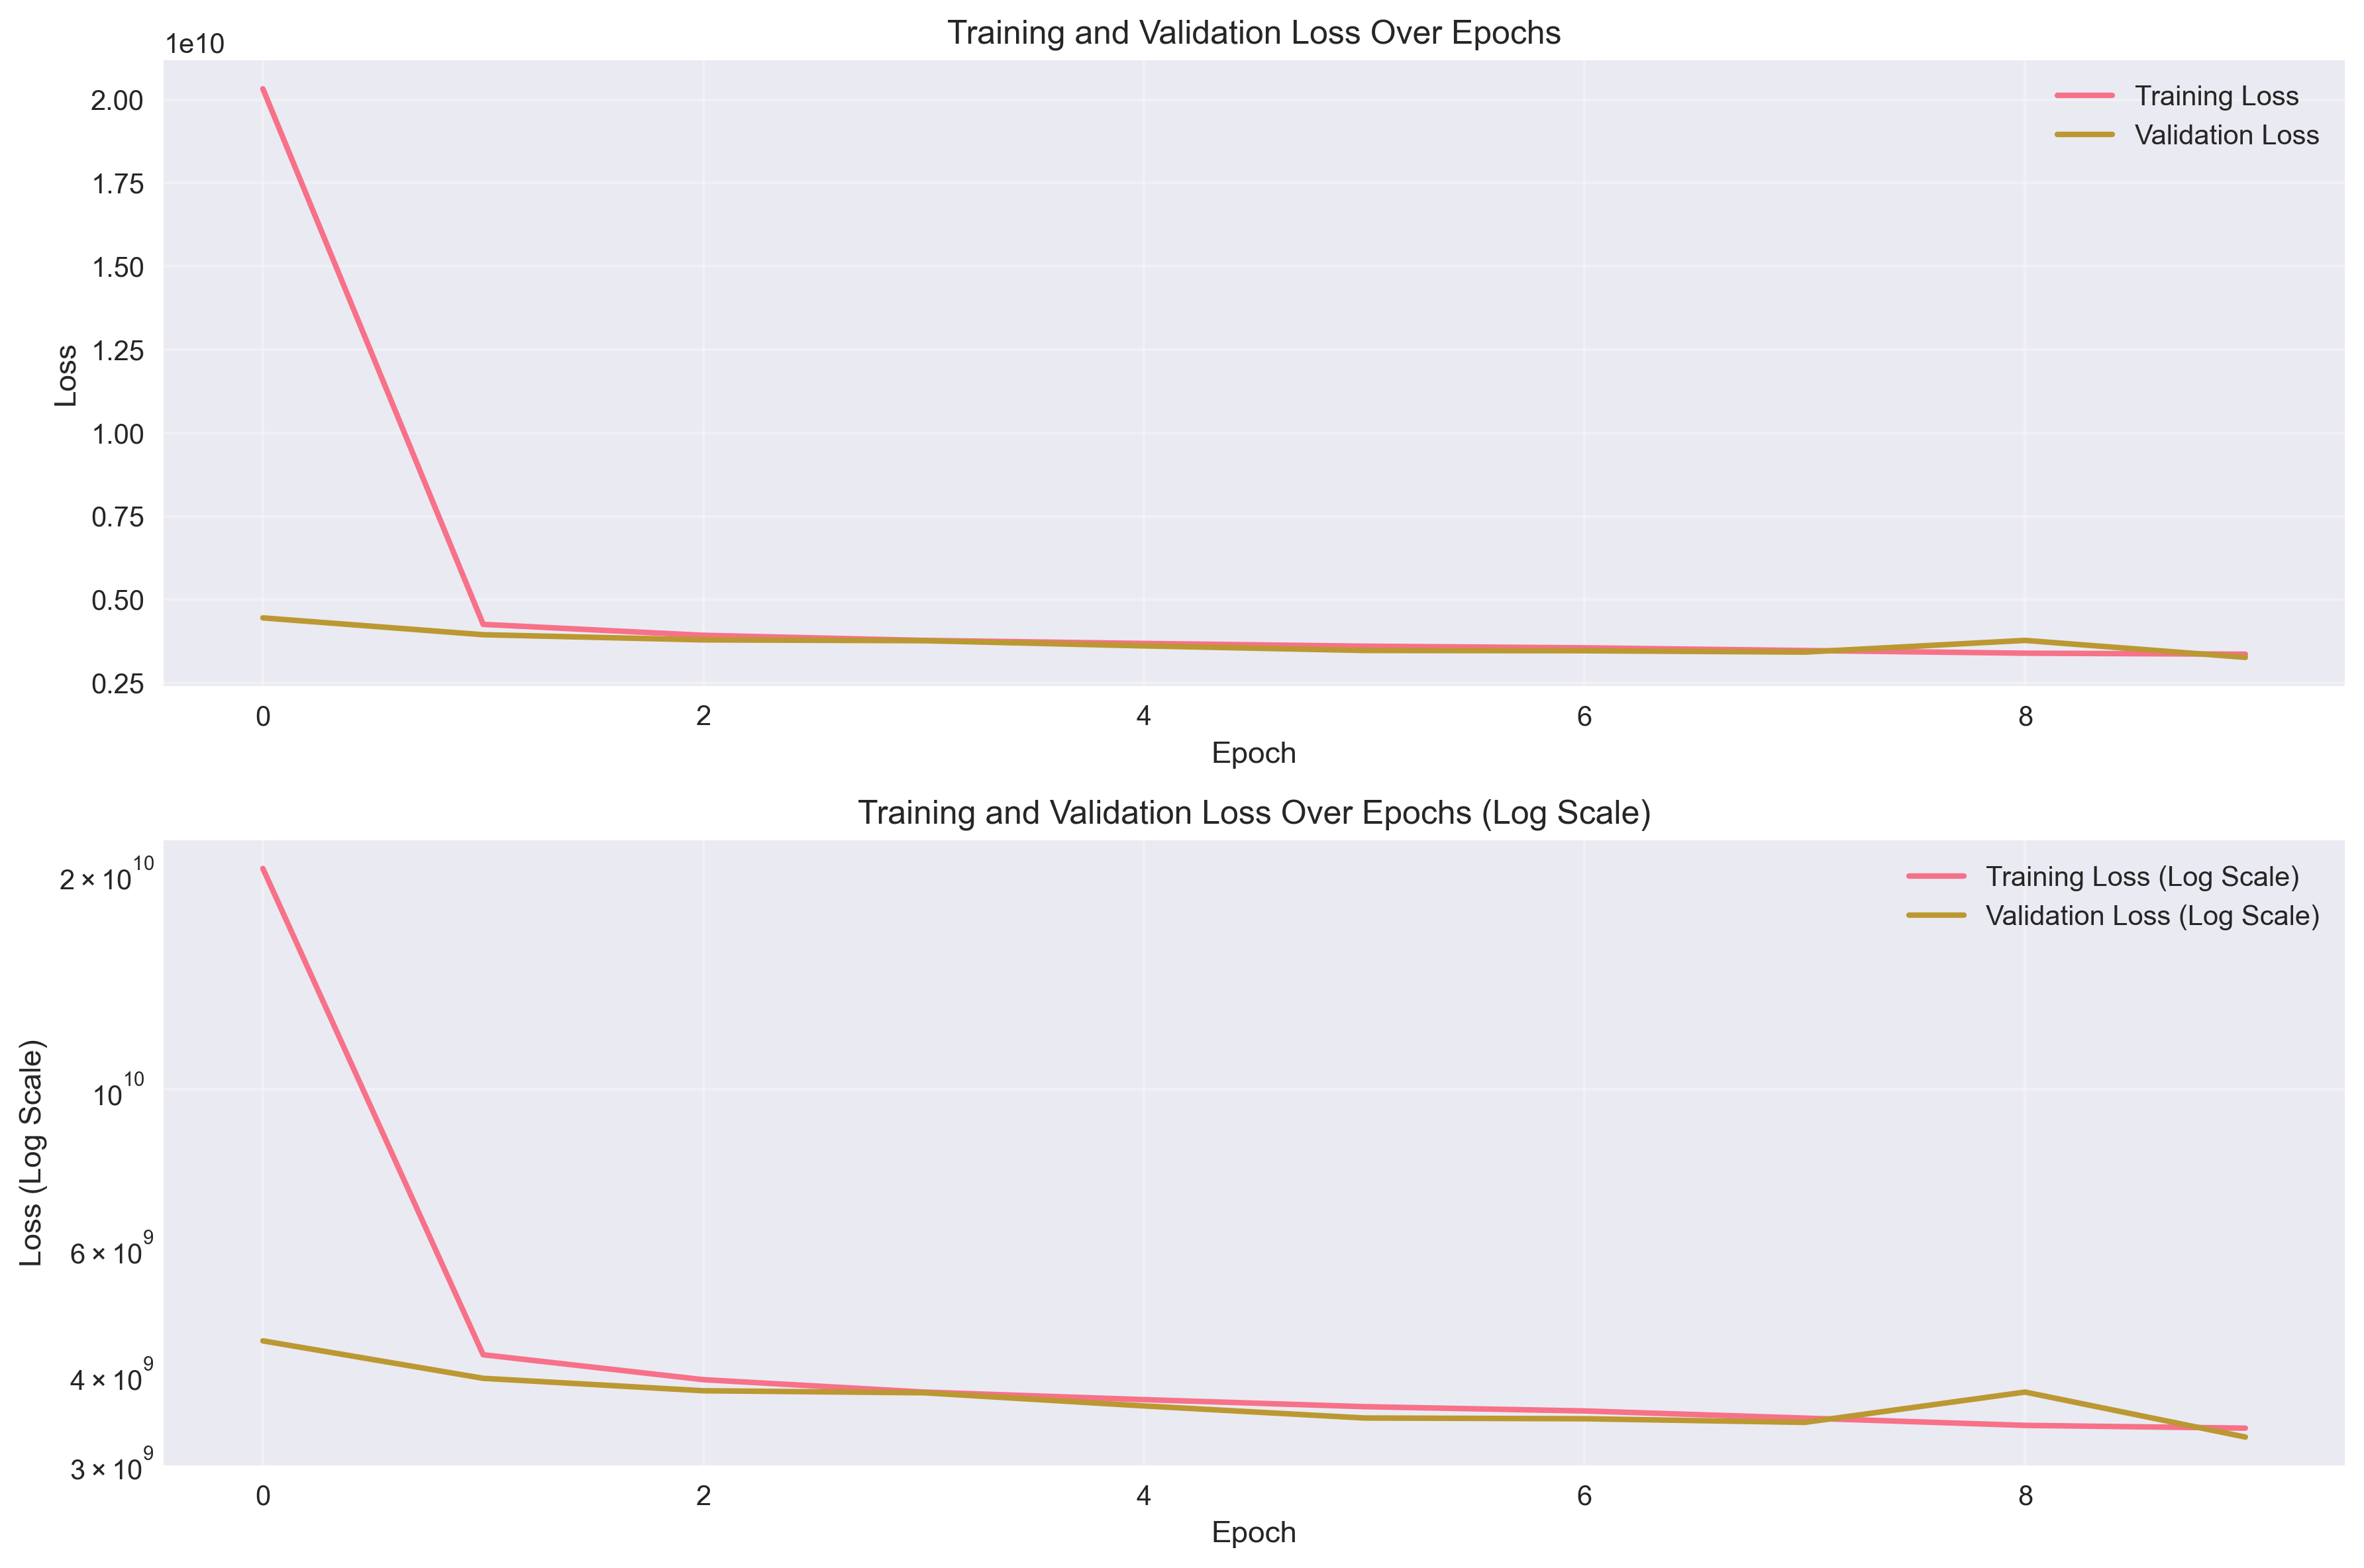 Training and Validation Loss Over Epochs
1e10
2.00
1.75
1.50
1.25
1.00
0.75
0.50
0.25
Loss
Training Loss
Validation Loss
0 2 4 6 8
Epoch
Training and Validation Loss Over Epochs (Log Scale)
2 × 10^10
10^10
6 × 10^9
4 × 10^9
3 × 10^9
Loss (Log Scale)
Training Loss (Log Scale)
Validation Loss (Log Scale)
0 2 4 6 8
Epoch